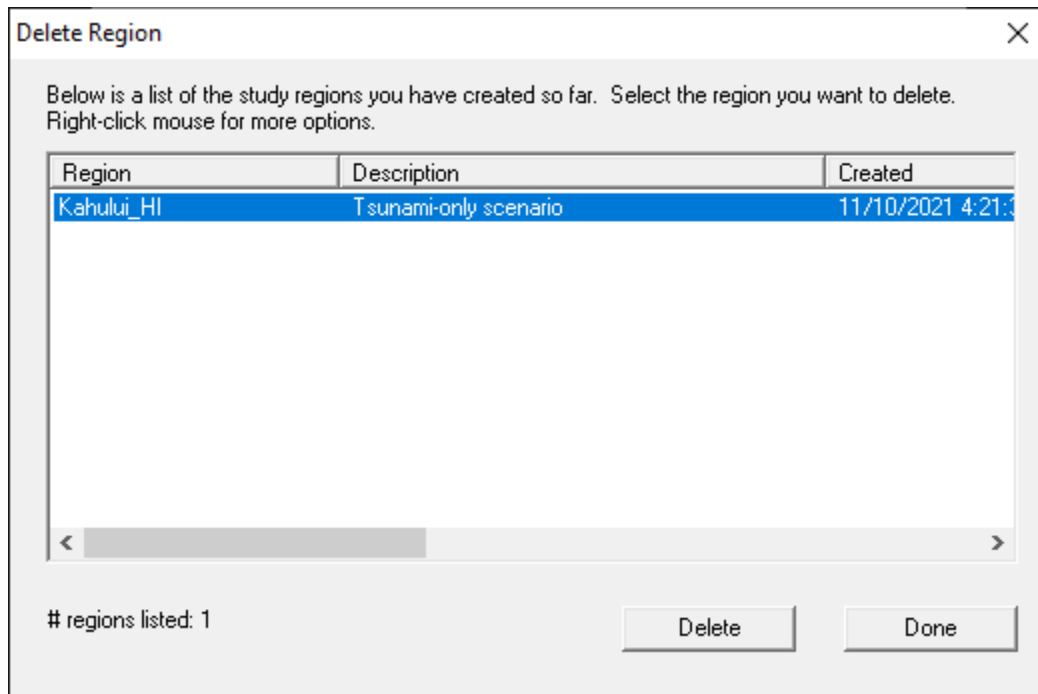 Delete Region
Below is a list of the study regions you have created so far.  Select the region you want to delete.
Right-click mouse for more options.
Region Description Created
Kahului_HI Tsunami-only scenario 11/10/2021 4:21:3
# regions listed: 1
Delete Done